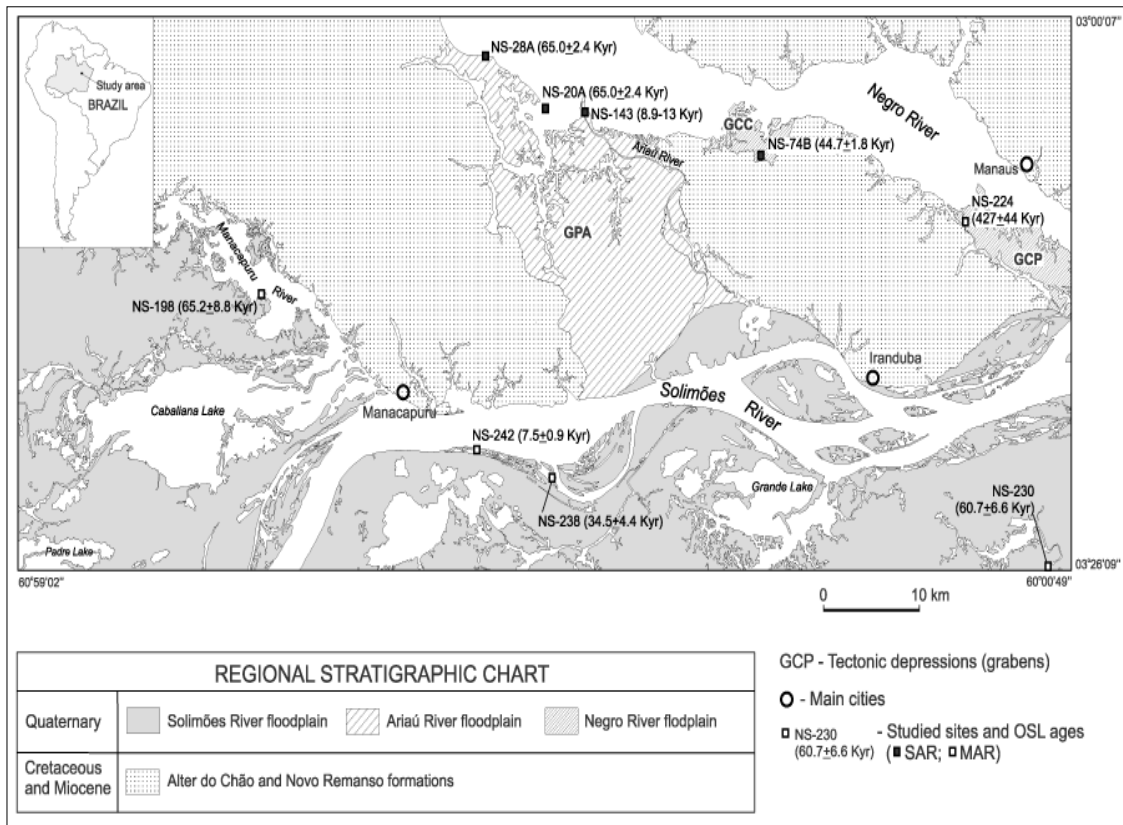 03°00'07"
Study area
BRAZIL
NS-28A (65.0+2.4 Kyr)
NS-20A (65.0+2.4 Kyr)
NS-143 (8.9-13 Kyr)
Negro River
GCC
NS-74B (44.7+1.8 Kyr)
Ariaú River
Manaus
NS-224
(427+44 Kyr)
GPA
GCP
Manacapuru
River
NS-198 (65.2+8.8 Kyr)
Iranduba
Solimões
River
Cabaliana Lake
Manacapuru
NS-242 (7.5+0.9 Kyr)
Grande Lake
NS-230
(60.7+6.6 Kyr)
NS-238 (34.5+4.4 Kyr)
Padre Lake
60°59'02"
60°00'49"
03°26'09"
0 10 km
REGIONAL STRATIGRAPHIC CHART
Quaternary
Solimões River floodplain
Ariaú River floodplain
Negro River flodplain
Cretaceous
and Miocene
Alter do Chão and Novo Remanso formations
GCP - Tectonic depressions (grabens)
- Main cities
NS-230
(60.7+6.6 Kyr)
- Studied sites and OSL ages
( SAR; MAR)